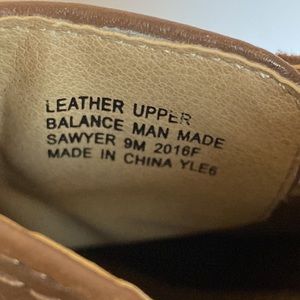 LEATHER UPPER
BALANCE MAN MADE
SAWYER 9M 2016F
MADE IN CHINA YLE6